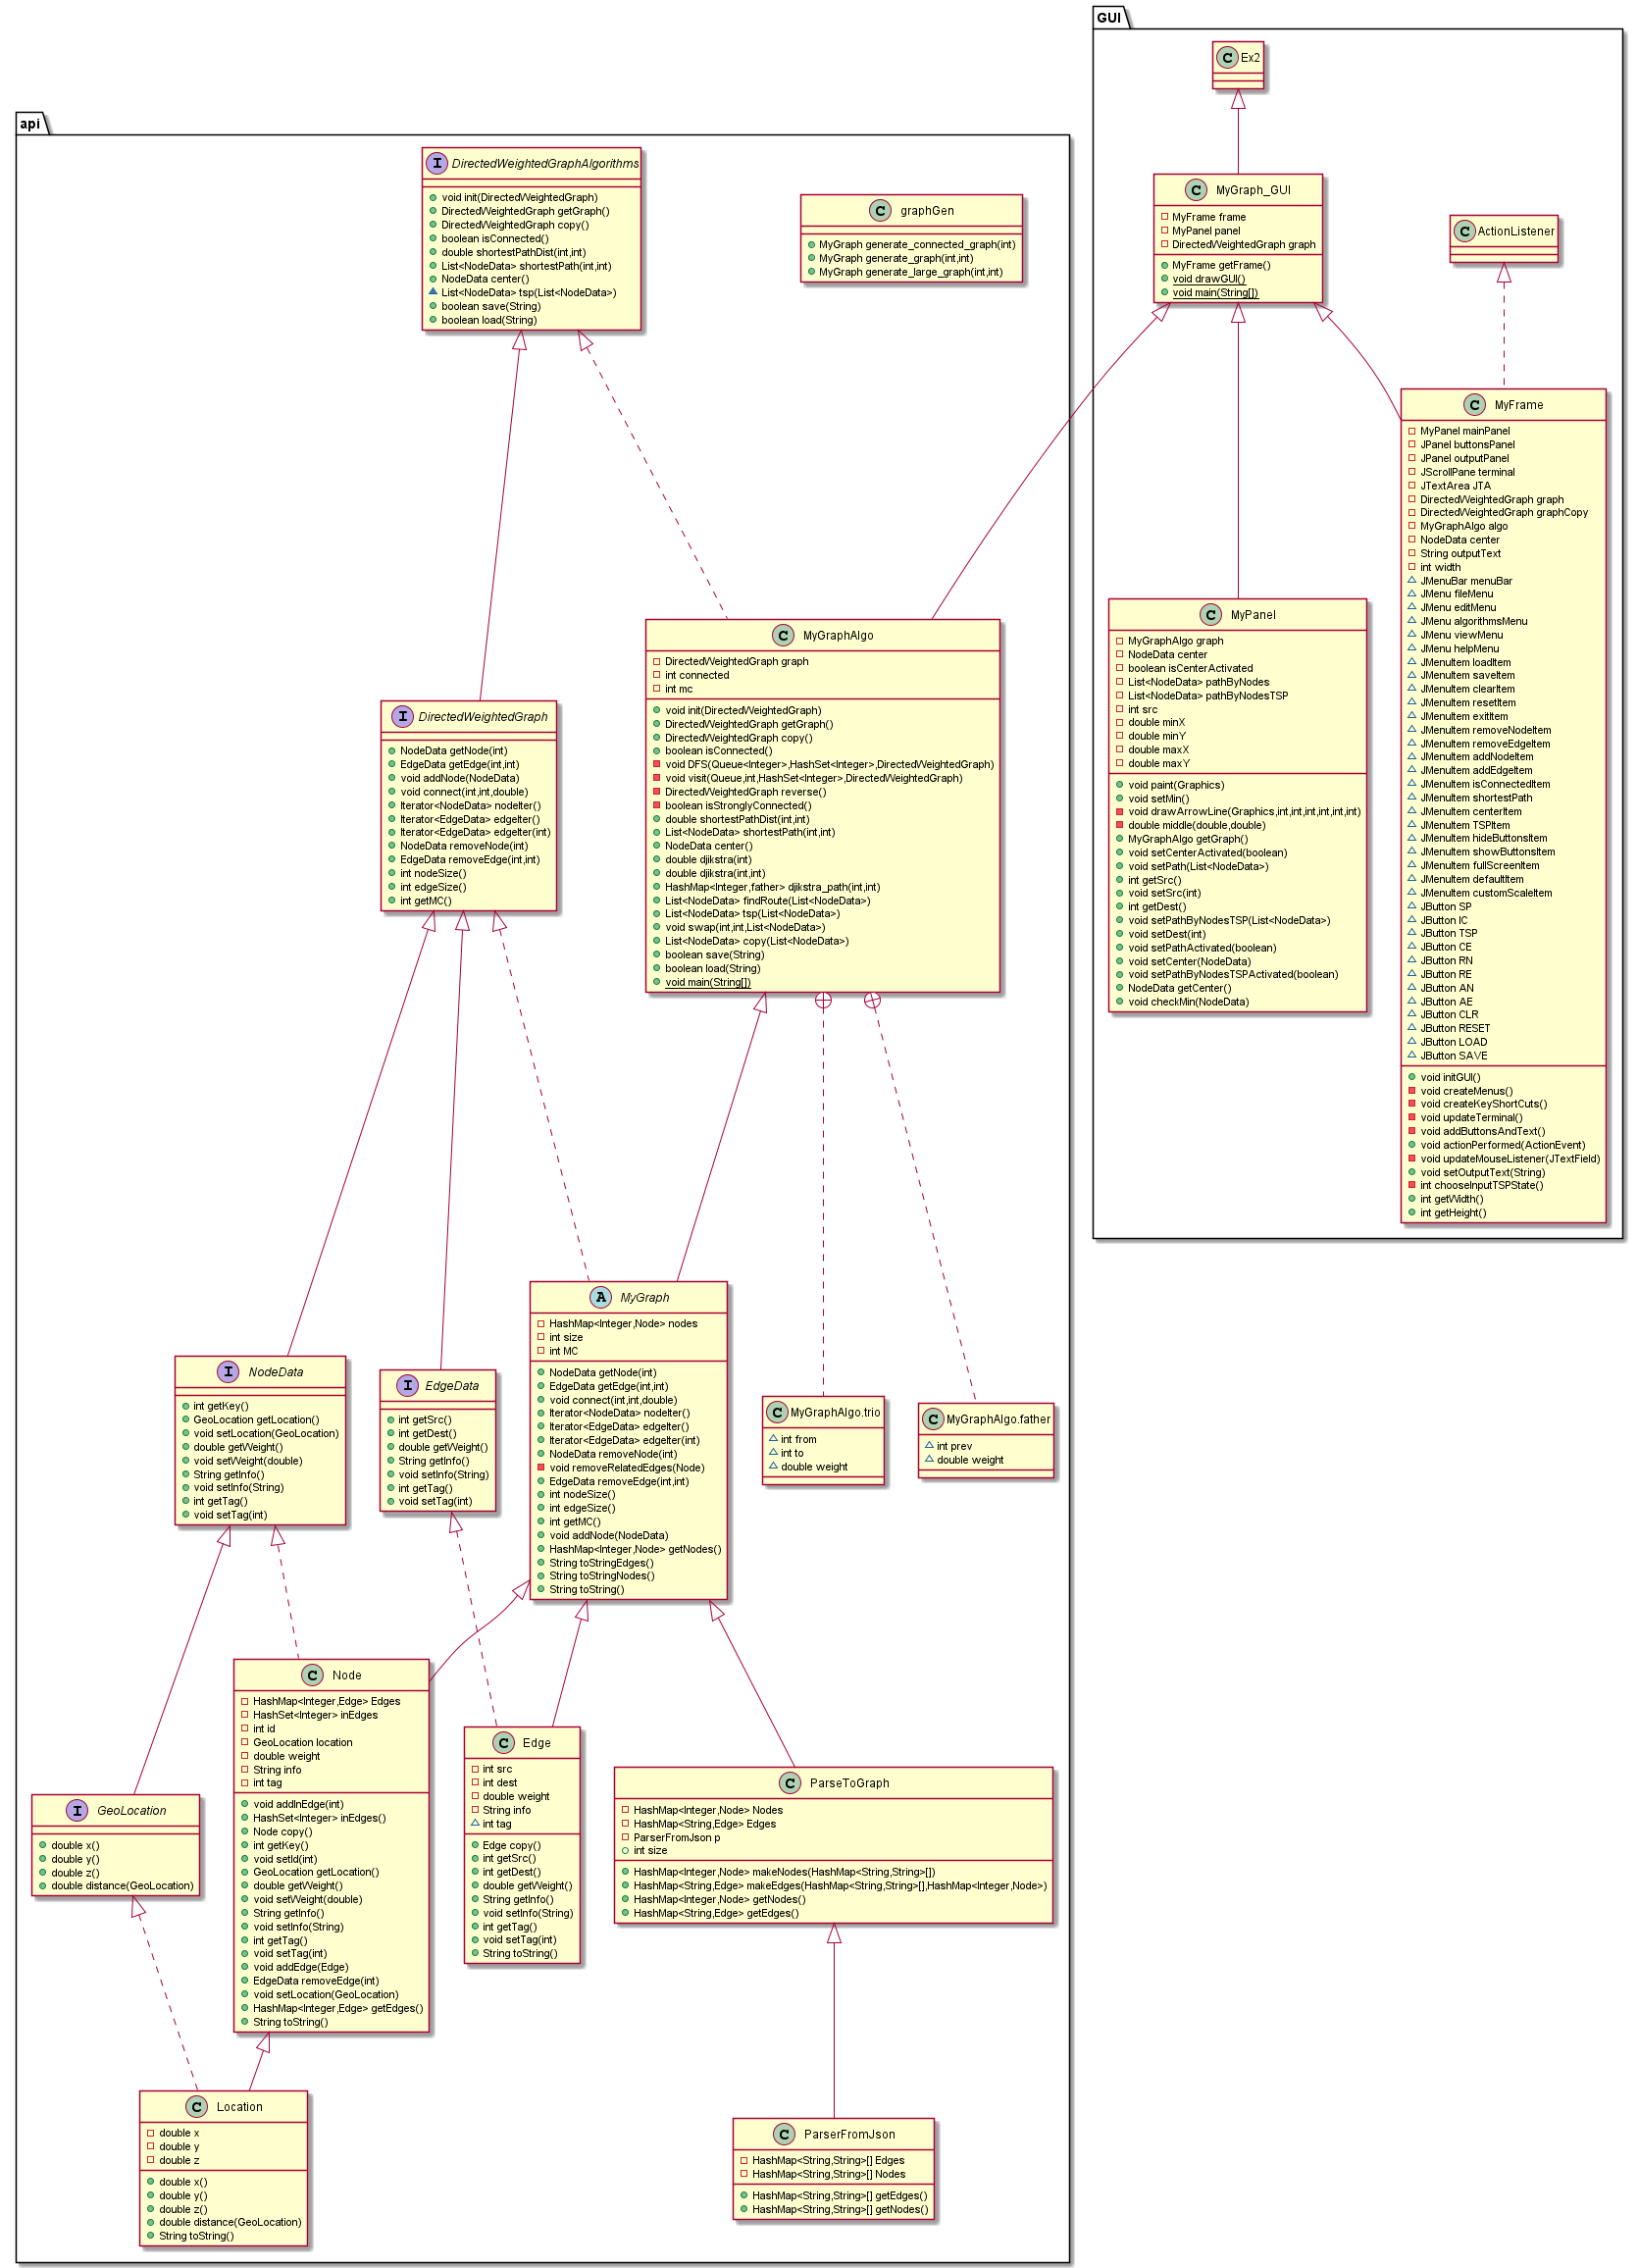 GUI
Ex2
MyGraph_GUI
MyFrame frame
MyPanel panel
DirectedWeightedGraph graph
MyFrame getFrame()
void drawGUI()
void main(String[])
ActionListener
MyFrame
MyPanel mainPanel
JPanel buttonsPanel
JPanel outputPanel
JScrollPane terminal
JTextArea JTA
DirectedWeightedGraph graph
DirectedWeightedGraph graphCopy
MyGraphAlgo algo
NodeData center
String outputText
int width
JMenuBar menuBar
JMenu fileMenu
JMenu editMenu
JMenu algorithmsMenu
JMenu viewMenu
JMenu helpMenu
JMenuItem loadItem
JMenuItem saveItem
JMenuItem clearItem
JMenuItem resetItem
JMenuItem exitItem
JMenuItem removeNodeItem
JMenuItem removeEdgeItem
JMenuItem addNodeItem
JMenuItem addEdgeItem
JMenuItem isConnectedItem
JMenuItem shortestPath
JMenuItem centerItem
JMenuItem TSPItem
JMenuItem hideButtonsItem
JMenuItem showButtonsItem
JMenuItem fullScreenItem
JMenuItem defaultItem
JMenuItem customScaleItem
JButton SP
JButton IC
JButton TSP
JButton CE
JButton RN
JButton RE
JButton AN
JButton AE
JButton CLR
JButton RESET
JButton LOAD
JButton SAVE
void initGUI()
void createMenus()
void createKeyShortCuts()
void updateTerminal()
void addButtonsAndText()
void actionPerformed(ActionEvent)
void updateMouseListener(JTextField)
void setOutputText(String)
int chooseInputTSPState()
int getWidth()
int getHeight()
MyPanel
MyGraphAlgo graph
NodeData center
boolean isCenterActivated
List<NodeData> pathByNodes
List<NodeData> pathByNodesTSP
int src
double minX
double minY
double maxX
double maxY
void paint(Graphics)
void setMin()
void drawArrowLine(Graphics,int,int,int,int,int,int)
double middle(double,double)
MyGraphAlgo getGraph()
void setCenterActivated(boolean)
void setPath(List<NodeData>)
int getSrc()
void setSrc(int)
int getDest()
void setPathByNodesTSP(List<NodeData>)
void setDest(int)
void setPathActivated(boolean)
void setCenter(NodeData)
void setPathByNodesTSPActivated(boolean)
NodeData getCenter()
void checkMin(NodeData)
api
DirectedWeightedGraphAlgorithms
void init(DirectedWeightedGraph)
DirectedWeightedGraph getGraph()
DirectedWeightedGraph copy()
boolean isConnected()
double shortestPathDist(int,int)
List<NodeData> shortestPath(int,int)
NodeData center()
List<NodeData> tsp(List<NodeData>)
boolean save(String)
boolean load(String)
graphGen
MyGraph generate_connected_graph(int)
MyGraph generate_graph(int,int)
MyGraph generate_large_graph(int,int)
MyGraphAlgo
DirectedWeightedGraph graph
int connected
int mc
void init(DirectedWeightedGraph)
DirectedWeightedGraph getGraph()
DirectedWeightedGraph copy()
boolean isConnected()
void DFS(Queue<Integer>,HashSet<Integer>,DirectedWeightedGraph)
void visit(Queue,int,HashSet<Integer>,DirectedWeightedGraph)
DirectedWeightedGraph reverse()
boolean isStronglyConnected()
double shortestPathDist(int,int)
List<NodeData> shortestPath(int,int)
NodeData center()
double djikstra(int)
double djikstra(int,int)
HashMap<Integer,father> djikstra_path(int,int)
List<NodeData> findRoute(List<NodeData>)
List<NodeData> tsp(List<NodeData>)
void swap(int,int,List<NodeData>)
List<NodeData> copy(List<NodeData>)
boolean save(String)
boolean load(String)
void main(String[])
DirectedWeightedGraph
NodeData getNode(int)
EdgeData getEdge(int,int)
void addNode(NodeData)
void connect(int,int,double)
Iterator<NodeData> nodeIter()
Iterator<EdgeData> edgeIter()
Iterator<EdgeData> edgeIter(int)
NodeData removeNode(int)
EdgeData removeEdge(int,int)
int nodeSize()
int edgeSize()
int getMC()
MyGraph
HashMap<Integer,Node> nodes
int size
int MC
NodeData getNode(int)
EdgeData getEdge(int,int)
void connect(int,int,double)
Iterator<NodeData> nodeIter()
Iterator<EdgeData> edgeIter()
Iterator<EdgeData> edgeIter(int)
NodeData removeNode(int)
void removeRelatedEdges(Node)
EdgeData removeEdge(int,int)
int nodeSize()
int edgeSize()
int getMC()
void addNode(NodeData)
HashMap<Integer,Node> getNodes()
String toStringEdges()
String toStringNodes()
String toString()
NodeData
int getKey()
GeoLocation getLocation()
void setLocation(GeoLocation)
double getWeight()
void setWeight(double)
String getInfo()
void setInfo(String)
int getTag()
void setTag(int)
EdgeData
int getSrc()
int getDest()
double getWeight()
String getInfo()
void setInfo(String)
int getTag()
void setTag(int)
MyGraphAlgo.trio
int from
int to
double weight
MyGraphAlgo.father
int prev
double weight
Node
HashMap<Integer,Edge> Edges
HashSet<Integer> inEdges
int id
GeoLocation location
double weight
String info
int tag
void addInEdge(int)
HashSet<Integer> inEdges()
Node copy()
int getKey()
void setId(int)
GeoLocation getLocation()
double getWeight()
void setWeight(double)
String getInfo()
void setInfo(String)
int getTag()
void setTag(int)
void addEdge(Edge)
EdgeData removeEdge(int)
void setLocation(GeoLocation)
HashMap<Integer,Edge> getEdges()
String toString()
Edge
int src
int dest
double weight
String info
int tag
Edge copy()
int getSrc()
int getDest()
double getWeight()
String getInfo()
void setInfo(String)
int getTag()
void setTag(int)
String toString()
ParseToGraph
HashMap<Integer,Node> Nodes
HashMap<String,Edge> Edges
ParserFromJson p
int size
HashMap<Integer,Node> makeNodes(HashMap<String,String>[])
HashMap<String,Edge> makeEdges(HashMap<String,String>[],HashMap<Integer,Node>)
HashMap<Integer,Node> getNodes()
HashMap<String,Edge> getEdges()
GeoLocation
double x()
double y()
double z()
double distance(GeoLocation)
Location
double x
double y
double z
double x()
double y()
double z()
double distance(GeoLocation)
String toString()
ParserFromJson
HashMap<String,String>[] Edges
HashMap<String,String>[] Nodes
HashMap<String,String>[] getEdges()
HashMap<String,String>[] getNodes()